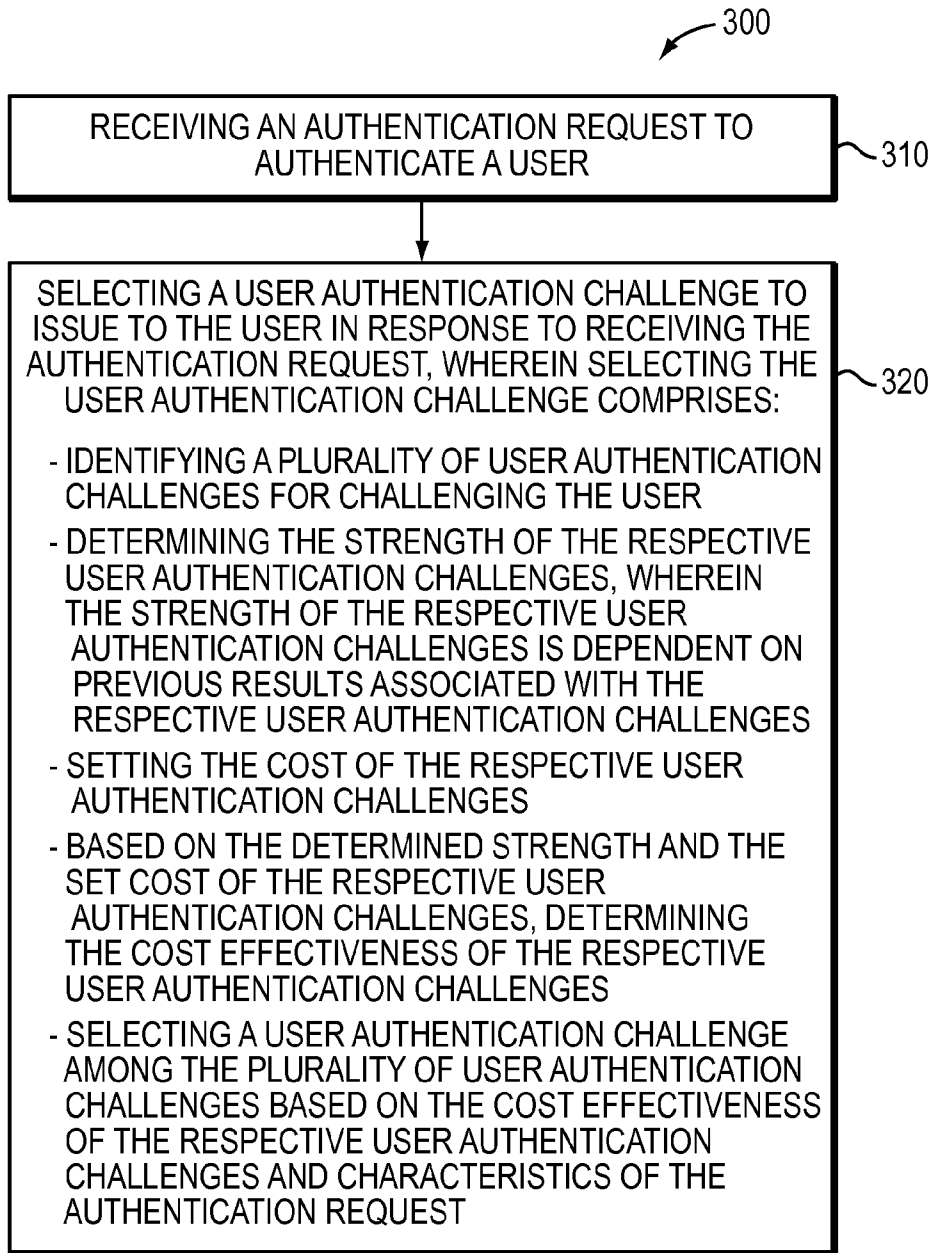 300
RECEIVING AN AUTHENTICATION REQUEST TO
AUTHENTICATE A USER
310
SELECTING A USER AUTHENTICATION CHALLENGE TO
ISSUE TO THE USER IN RESPONSE TO RECEIVING THE
AUTHENTICATION REQUEST, WHEREIN SELECTING THE
USER AUTHENTICATION CHALLENGE COMPRISES:
320
- IDENTIFYING A PLURALITY OF USER AUTHENTICATION
CHALLENGES FOR CHALLENGING THE USER
- DETERMINING THE STRENGTH OF THE RESPECTIVE
USER AUTHENTICATION CHALLENGES, WHEREIN
THE STRENGTH OF THE RESPECTIVE USER
AUTHENTICATION CHALLENGES IS DEPENDENT ON
PREVIOUS RESULTS ASSOCIATED WITH THE
RESPECTIVE USER AUTHENTICATION CHALLENGES
- SETTING THE COST OF THE RESPECTIVE USER
AUTHENTICATION CHALLENGES
- BASED ON THE DETERMINED STRENGTH AND THE
SET COST OF THE RESPECTIVE USER
AUTHENTICATION CHALLENGES, DETERMINING
THE COST EFFECTIVENESS OF THE RESPECTIVE
USER AUTHENTICATION CHALLENGES
- SELECTING A USER AUTHENTICATION CHALLENGE
AMONG THE PLURALITY OF USER AUTHENTICATION
CHALLENGES BASED ON THE COST EFFECTIVENESS
OF THE RESPECTIVE USER AUTHENTICATION
CHALLENGES AND CHARACTERISTICS OF THE
AUTHENTICATION REQUEST